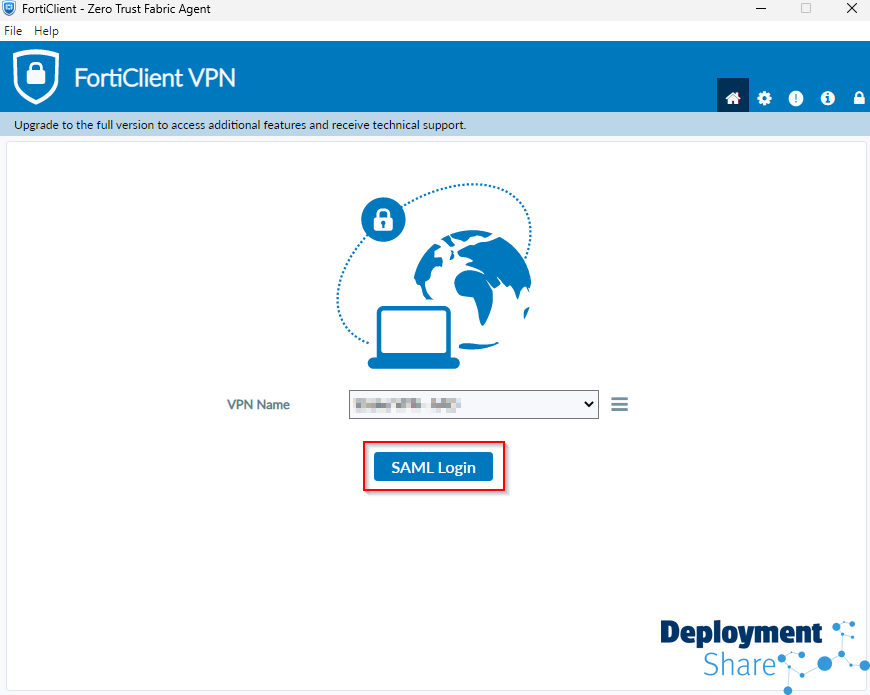 FortiClient - Zero Trust Fabric Agent
File Help
FortiClient VPN
Upgrade to the full version to access additional features and receive technical support.
VPN Name
SAML Login
Deployment
Share